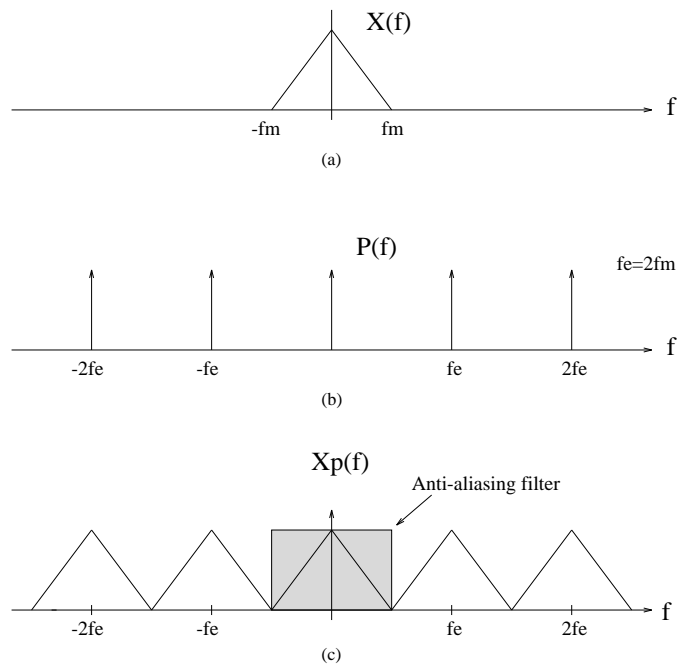 X(f)
f
-fm fm
(a)
P(f)
fe=2fm
f
-2fe -fe fe 2fe
(b)
Xp(f)
Anti-aliasing filter
f
-2fe -fe fe 2fe
(c)